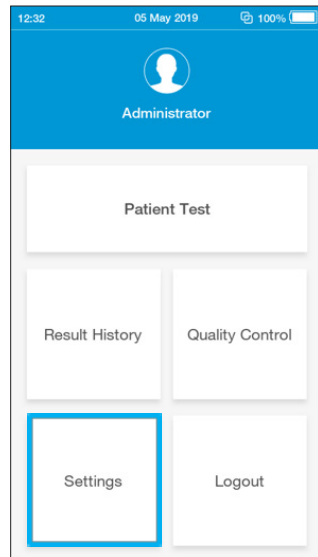 12:32 05 May 2019 100%
Administrator
Patient Test
Result History Quality Control
Settings Logout